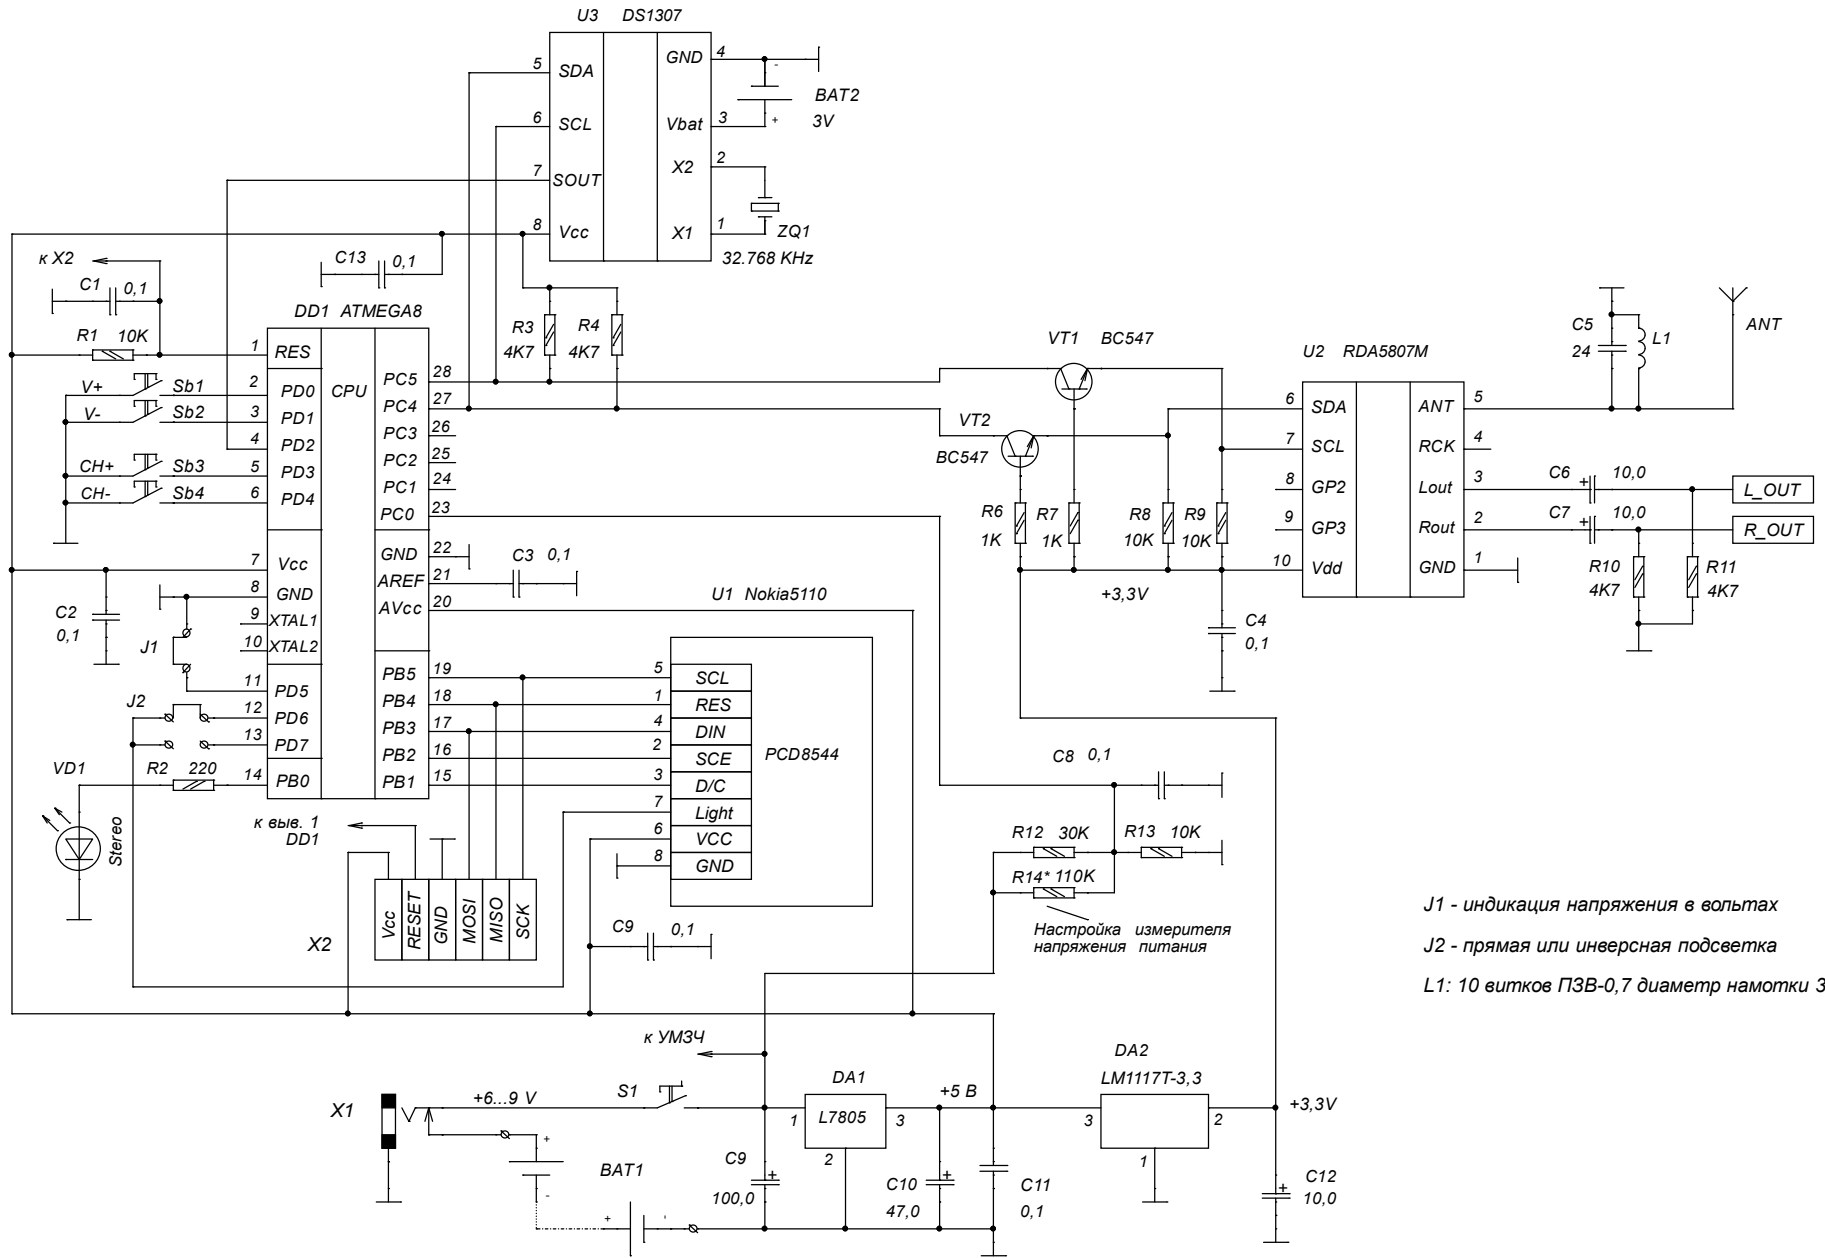 U3 DS1307
5 SDA
6 SCL
7 SOUT
8 Vcc
GND 4
Vbat 3
X2 2
X1 1
-
BAT2
+ 3V
ZQ1
32.768 KHz
к X2
C1 0,1
R1 10K
C13 0,1
DD1 ATMEGA8
CPU
1 RES
2 PD0
3 PD1
4 PD2
5 PD3
6 PD4
7 Vcc
8 GND
9 XTAL1
10 XTAL2
11 PD5
12 PD6
13 PD7
14 PB0
PC5 28
PC4 27
PC3 26
PC2 25
PC1 24
PC0 23
GND 22
AREF 21
AVcc 20
PB5 19
PB4 18
PB3 17
PB2 16
PB1 15
V+ Sb1
V- Sb2
CH+ Sb3
CH- Sb4
C2
0,1
J1
J2
VD1
R2 220
Stereo
R3
4K7
R4
4K7
C3 0,1
VT1 BC547
VT2
BC547
R6
1K
R7
1K
R8
10K
R9
10K
+3,3V
C4
0,1
U2 RDA5807M
6 SDA
7 SCL
8 GP2
9 GP3
10 Vdd
ANT 5
RCK 4
Lout 3
Rout 2
GND 1
C5
24
L1
ANT
C6 + 10,0
L_OUT
C7 + 10,0
R_OUT
R10
4K7
R11
4K7
U1 Nokia5110
PCD8544
5 SCL
1 RES
4 DIN
2 SCE
3 D/C
7 Light
6 VCC
8 GND
к выв. 1
DD1
X2
Vcc
RESET
GND
MOSI
MISO
SCK
C9 0,1
C8 0,1
R12 30K
R13 10K
R14* 110K
Настройка измерителя
напряжения питания
J1 - индикация напряжения в вольтах
J2 - прямая или инверсная подсветка
L1: 10 витков ПЗВ-0,7 диаметр намотки 3
к УМЗЧ
X1
+6...9 V
S1
+
-
BAT1
+
-
DA1
L7805
1
2
3
+5 В
C9
+
100,0
C10
+
47,0
C11
0,1
DA2
LM1117T-3,3
3
1
2
+3,3V
C12
+
10,0